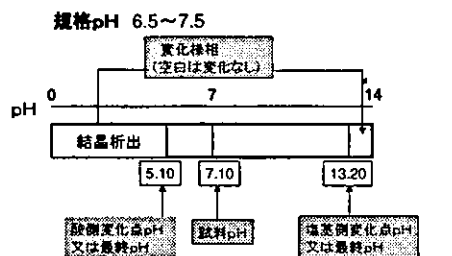 規格pH 6.5～7.5
変化様相
(空白は変化なし)
0 7 14
pH
結晶析出
5.10 7.10 13.20
酸側変化点pH
又は最終pH
試料pH
塩基側変化点pH
又は最終pH